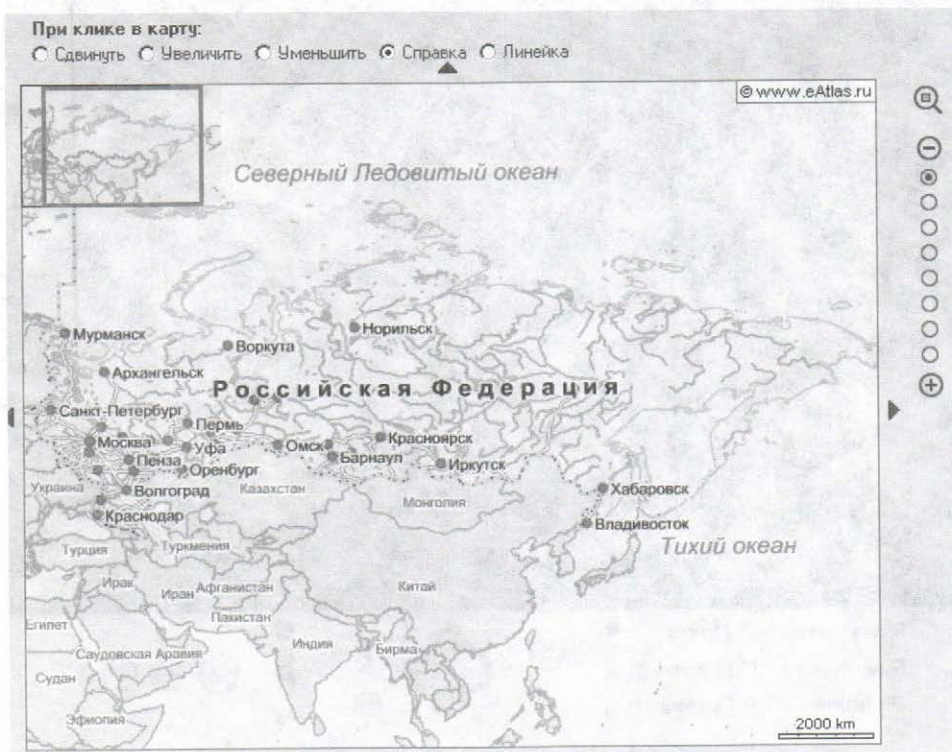 При клике в карту:
Сдвинуть Увеличить Уменьшить Справка Линейка
© www.eAtlas.ru
Северный Ледовитый океан
Мурманск
Норильск
Воркута
Архангельск
Российская Федерация
Санкт-Петербург
Пермь
Москва
Уфа
Омск
Красноярск
Пенза
Барнаул
Иркутск
Оренбург
Украина
Волгоград
Казахстан
Монголия
Хабаровск
Краснодар
Владивосток
Турция
Туркмения
Тихий океан
Ирак
Иран
Афганистан
Китай
Пакистан
Египет
Индия
Бирма
Саудовская Аравия
Судан
Эфиопия
2000 km